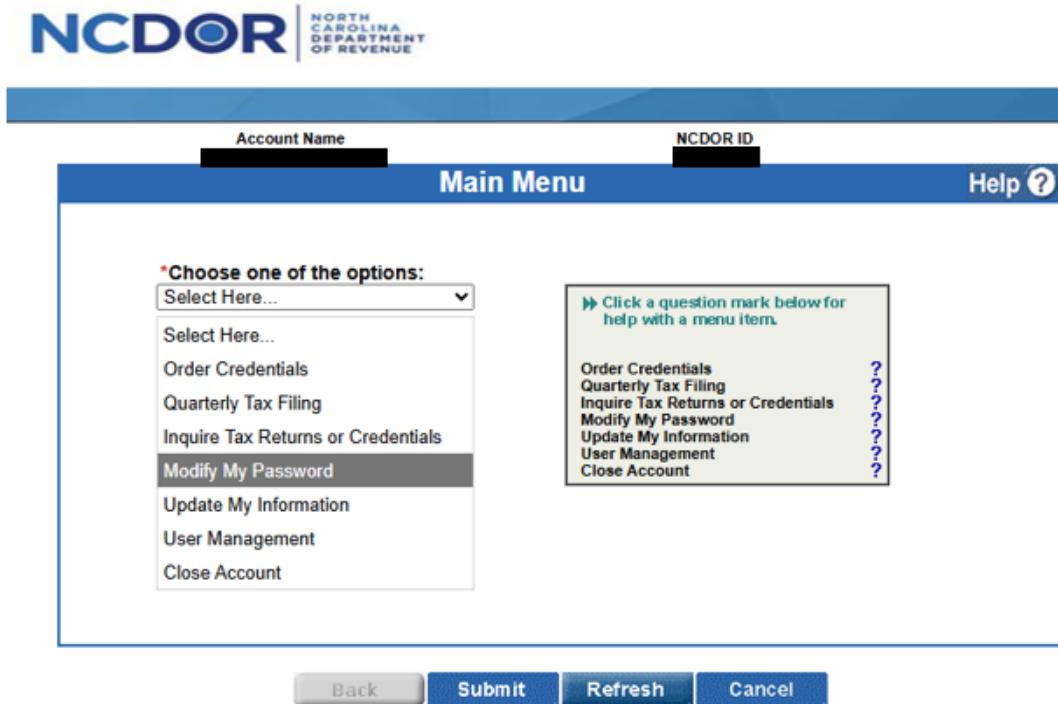 NCDOR
NORTH
CAROLINA
DEPARTMENT
OF REVENUE
Account Name
NCDOR ID
Main Menu
Help ?
*Choose one of the options:
Select Here...
Select Here...
Order Credentials
Quarterly Tax Filing
Inquire Tax Returns or Credentials
Modify My Password
Update My Information
User Management
Close Account
Click a question mark below for
help with a menu item.
Order Credentials ?
Quarterly Tax Filing ?
Inquire Tax Returns or Credentials ?
Modify My Password ?
Update My Information ?
User Management ?
Close Account ?
Back
Submit
Refresh
Cancel